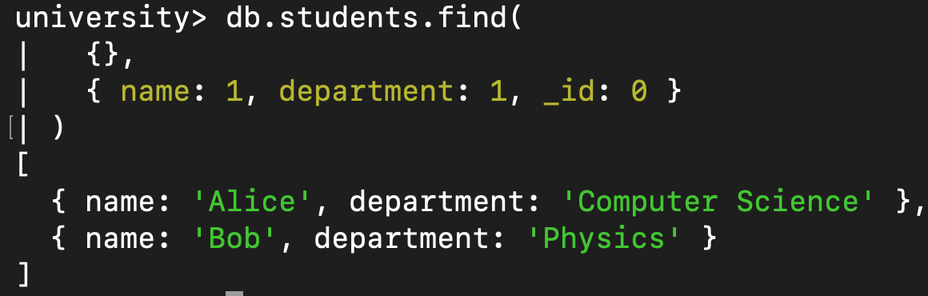 university> db.students.find(
|   {},
|   { name: 1, department: 1, _id: 0 }
[| )
[
  { name: 'Alice', department: 'Computer Science' },
  { name: 'Bob', department: 'Physics' }
]